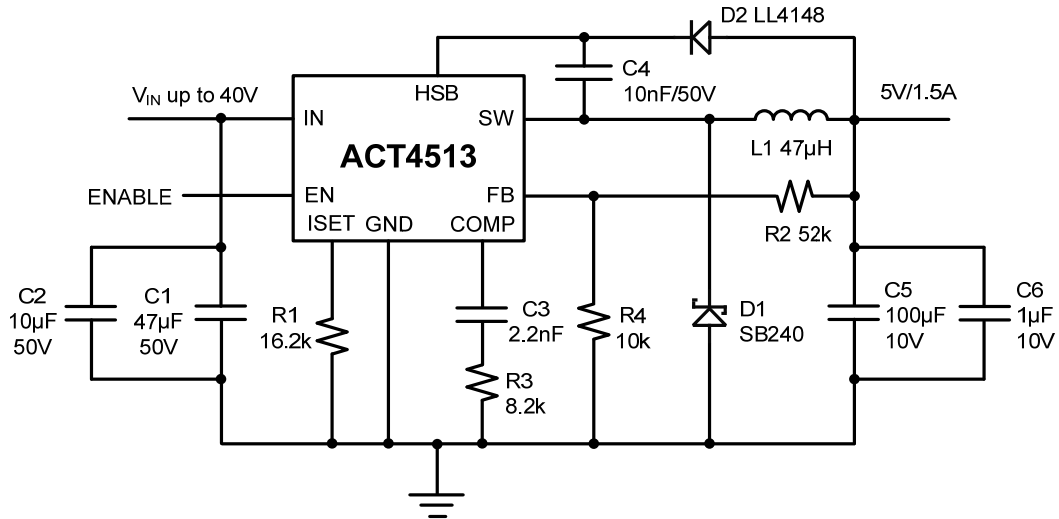 D2 LL4148
C4
10nF/50V
V_IN up to 40V
HSB
5V/1.5A
IN
SW
ACT4513
L1 47μH
ENABLE
EN
FB
ISET
GND
COMP
R2 52k
C2
10μF
50V
C1
47μF
50V
R1
16.2k
C3
2.2nF
R3
8.2k
R4
10k
D1
SB240
C5
100μF
10V
C6
1μF
10V